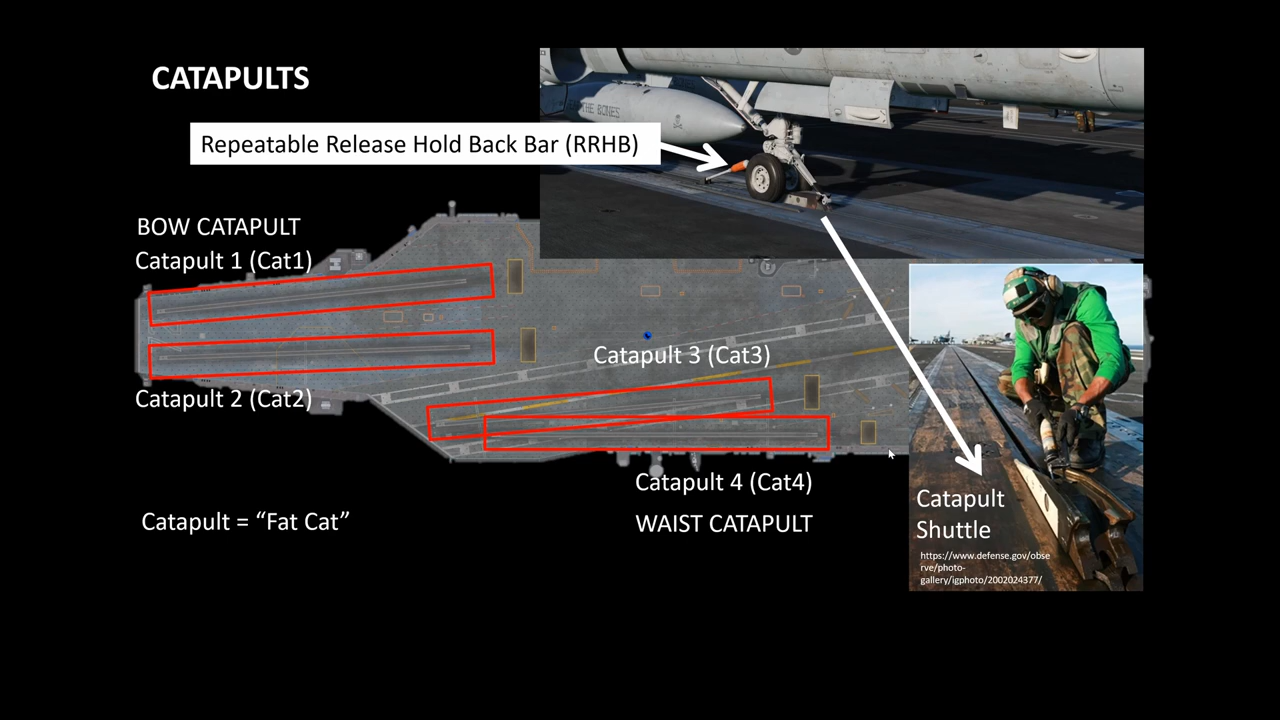 CATAPULTS
Repeatable Release Hold Back Bar (RRHB)
THE BONES
BOW CATAPULT
Catapult 1 (Cat1)
Catapult 3 (Cat3)
Catapult 2 (Cat2)
Catapult 4 (Cat4)
WAIST CATAPULT
Catapult = “Fat Cat”
Catapult
Shuttle
https://www.defense.gov/obse
rve/photo-
gallery/igphoto/2002024377/